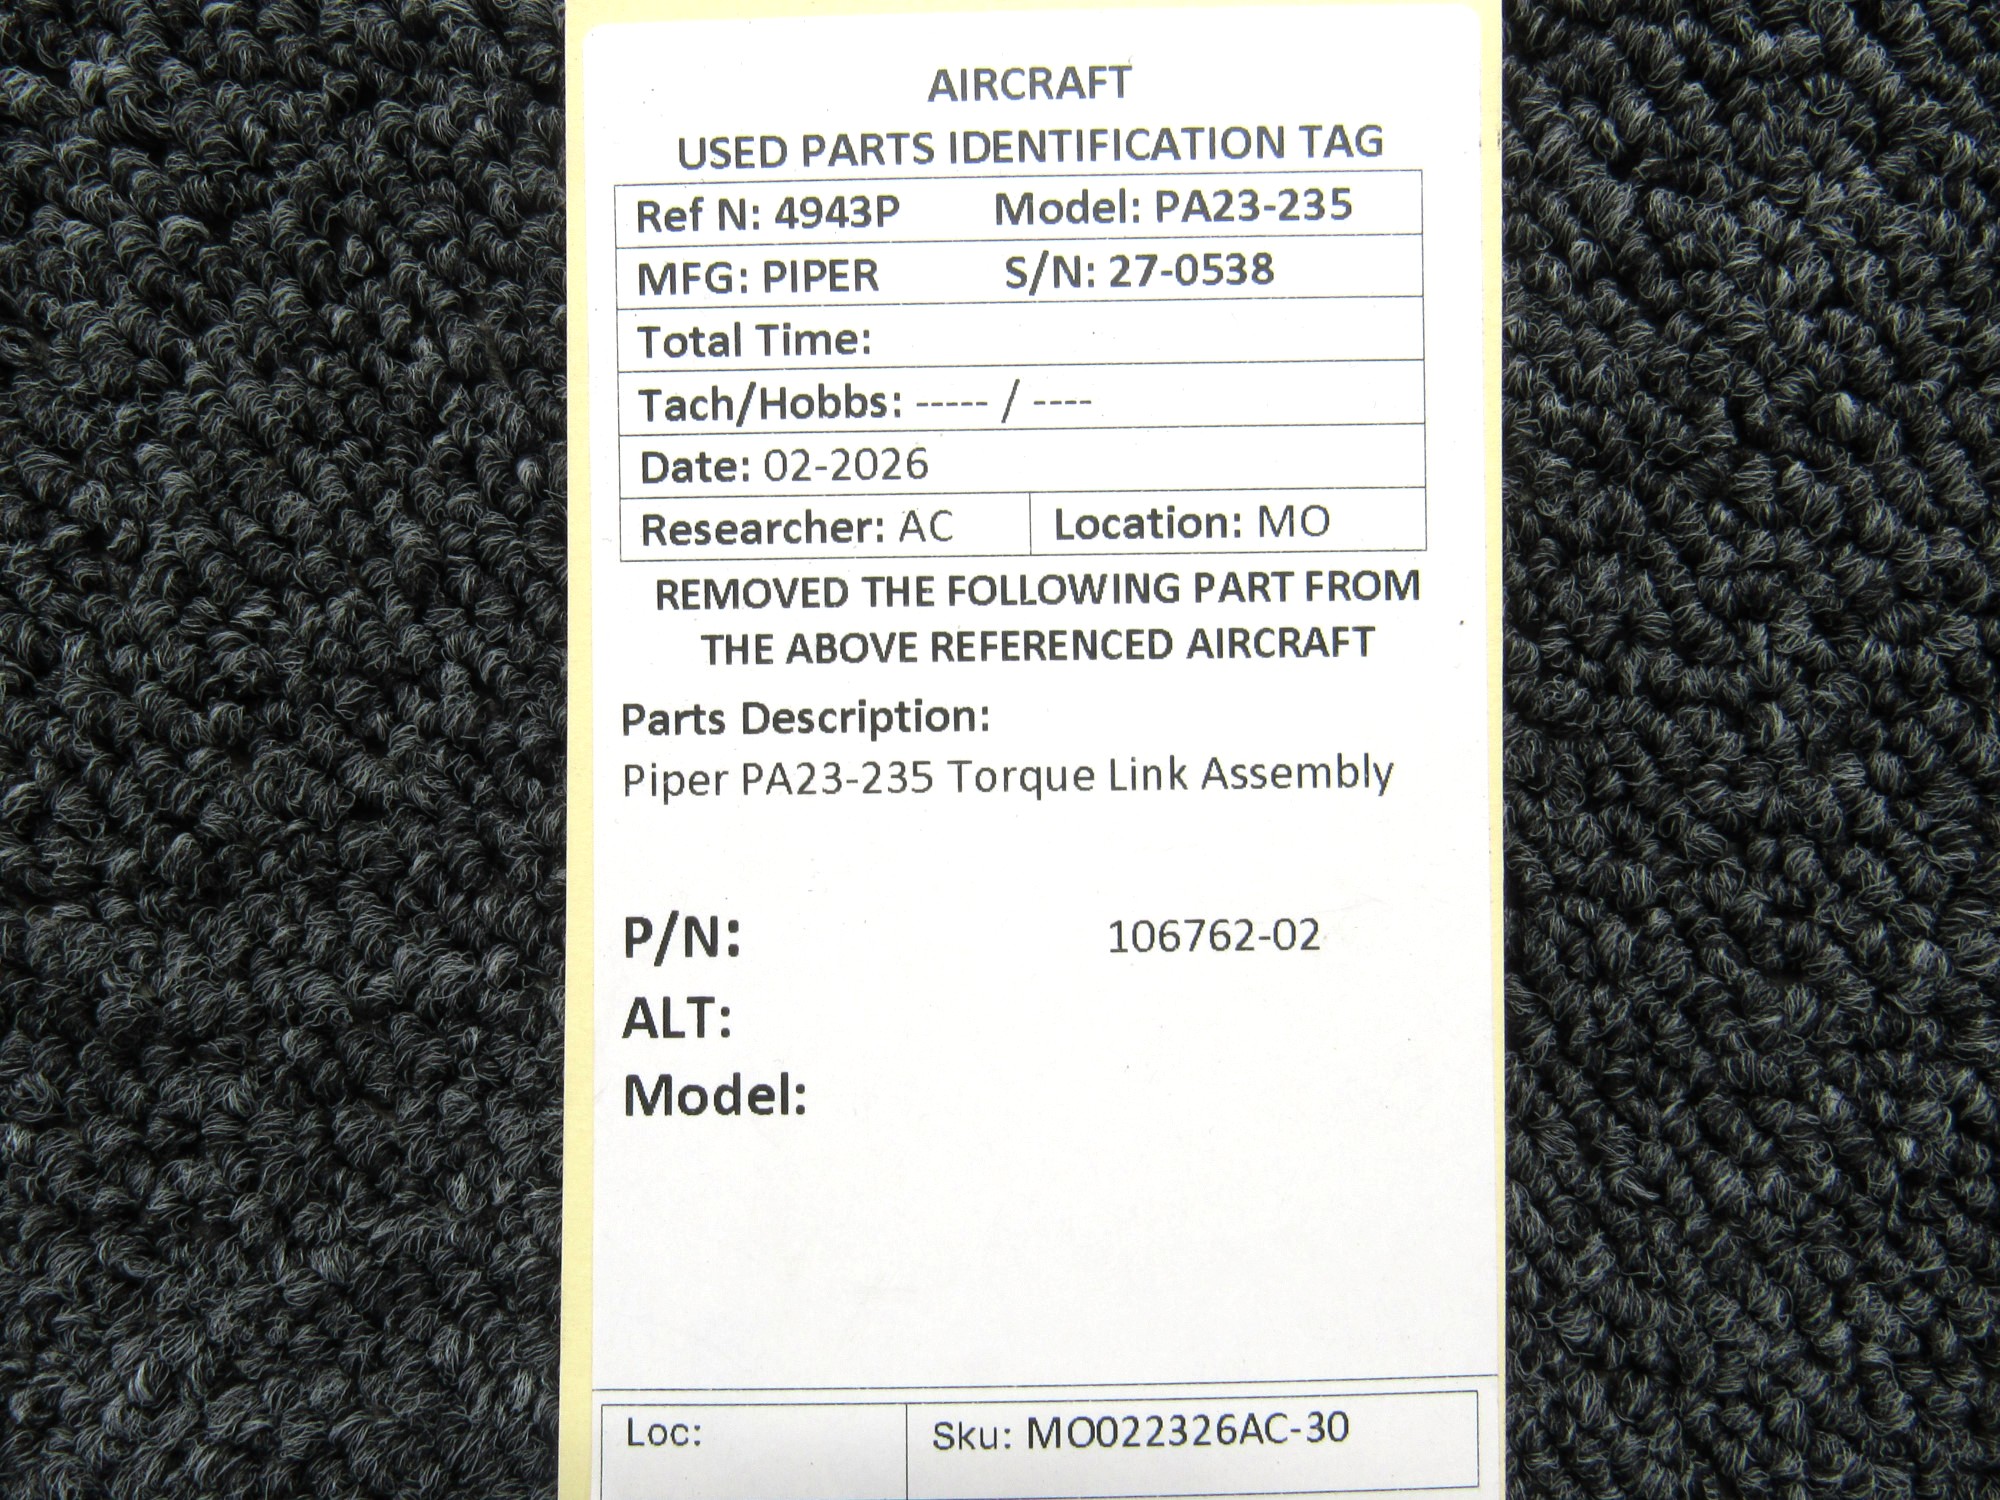 AIRCRAFT
USED PARTS IDENTIFICATION TAG
Ref N: 4943P Model: PA23-235
MFG: PIPER S/N: 27-0538
Total Time:
Tach/Hobbs: ----- / ----
Date: 02-2026
Researcher: AC Location: MO
REMOVED THE FOLLOWING PART FROM
THE ABOVE REFERENCED AIRCRAFT
Parts Description:
Piper PA23-235 Torque Link Assembly
P/N: 106762-02
ALT:
Model:
Loc: Sku: MO022326AC-30